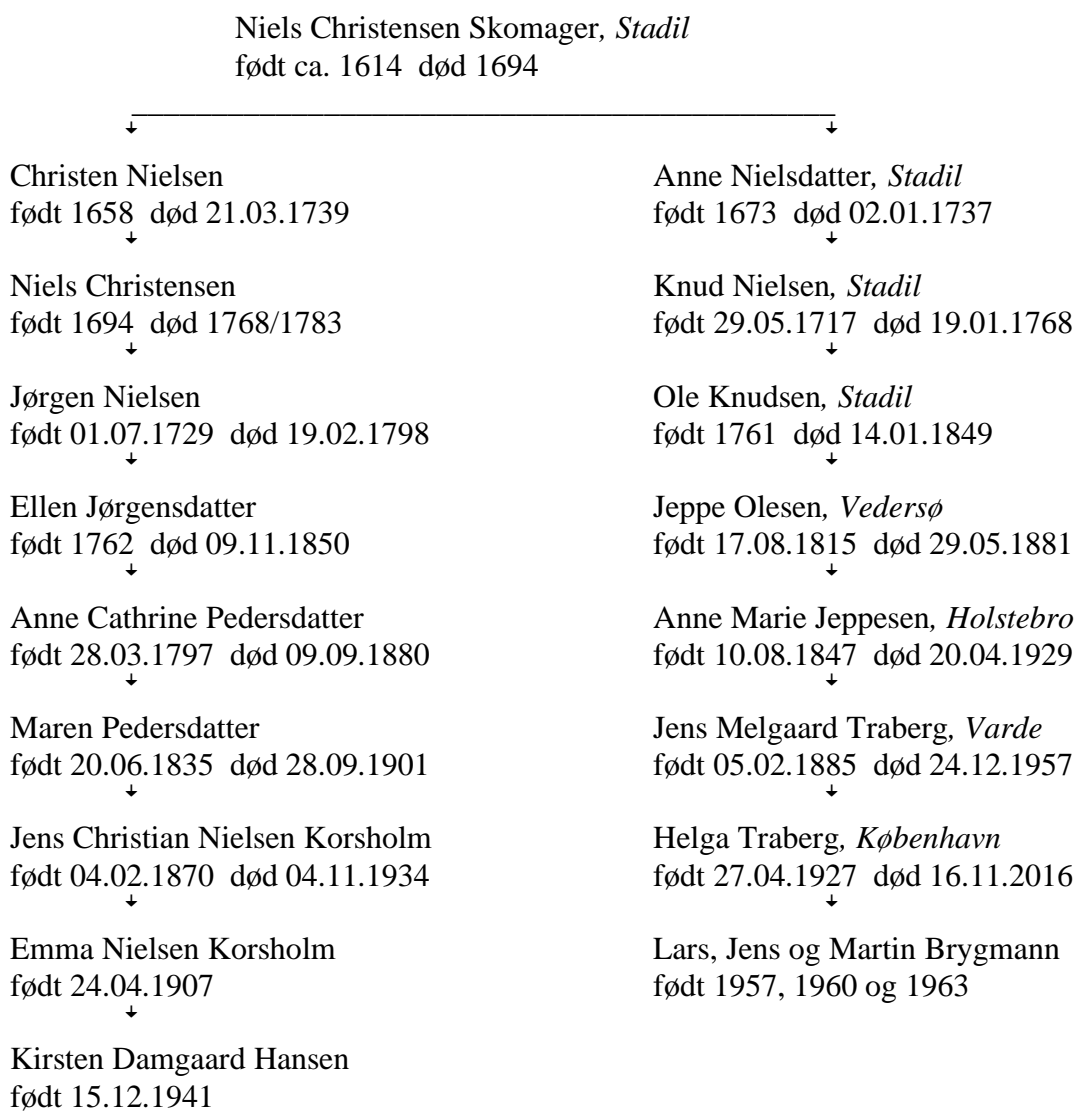 Niels Christensen Skomager, Stadil
født ca. 1614 død 1694
Christen Nielsen
født 1658 død 21.03.1739
Niels Christensen
født 1694 død 1768/1783
Jørgen Nielsen
født 01.07.1729 død 19.02.1798
Ellen Jørgensdatter
født 1762 død 09.11.1850
Anne Cathrine Pedersdatter
født 28.03.1797 død 09.09.1880
Maren Pedersdatter
født 20.06.1835 død 28.09.1901
Jens Christian Nielsen Korsholm
født 04.02.1870 død 04.11.1934
Emma Nielsen Korsholm
født 24.04.1907
Kirsten Damgaard Hansen
født 15.12.1941
Anne Nielsdatter, Stadil
født 1673 død 02.01.1737
Knud Nielsen, Stadil
født 29.05.1717 død 19.01.1768
Ole Knudsen, Stadil
født 1761 død 14.01.1849
Jeppe Olesen, Vedersø
født 17.08.1815 død 29.05.1881
Anne Marie Jeppesen, Holstebro
født 10.08.1847 død 20.04.1929
Jens Melgaard Traberg, Varde
født 05.02.1885 død 24.12.1957
Helga Traberg, København
født 27.04.1927 død 16.11.2016
Lars, Jens og Martin Brygmann
født 1957, 1960 og 1963